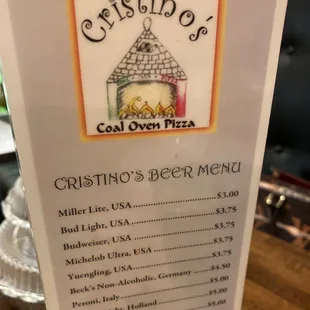 Cristino's
Coal Oven Pizza
CRISTINO'S BEER MENU
Miller Lite, USA....................$3.00
Bud Light, USA....................$3.75
Budweiser, USA....................$3.75
Michelob Ultra, USA....................$3.75
Yuengling, USA....................$3.75
Beck's Non-Alcoholic, Germany..........$4.50
Peroni, Italy....................$5.00
Holland....................$5.00